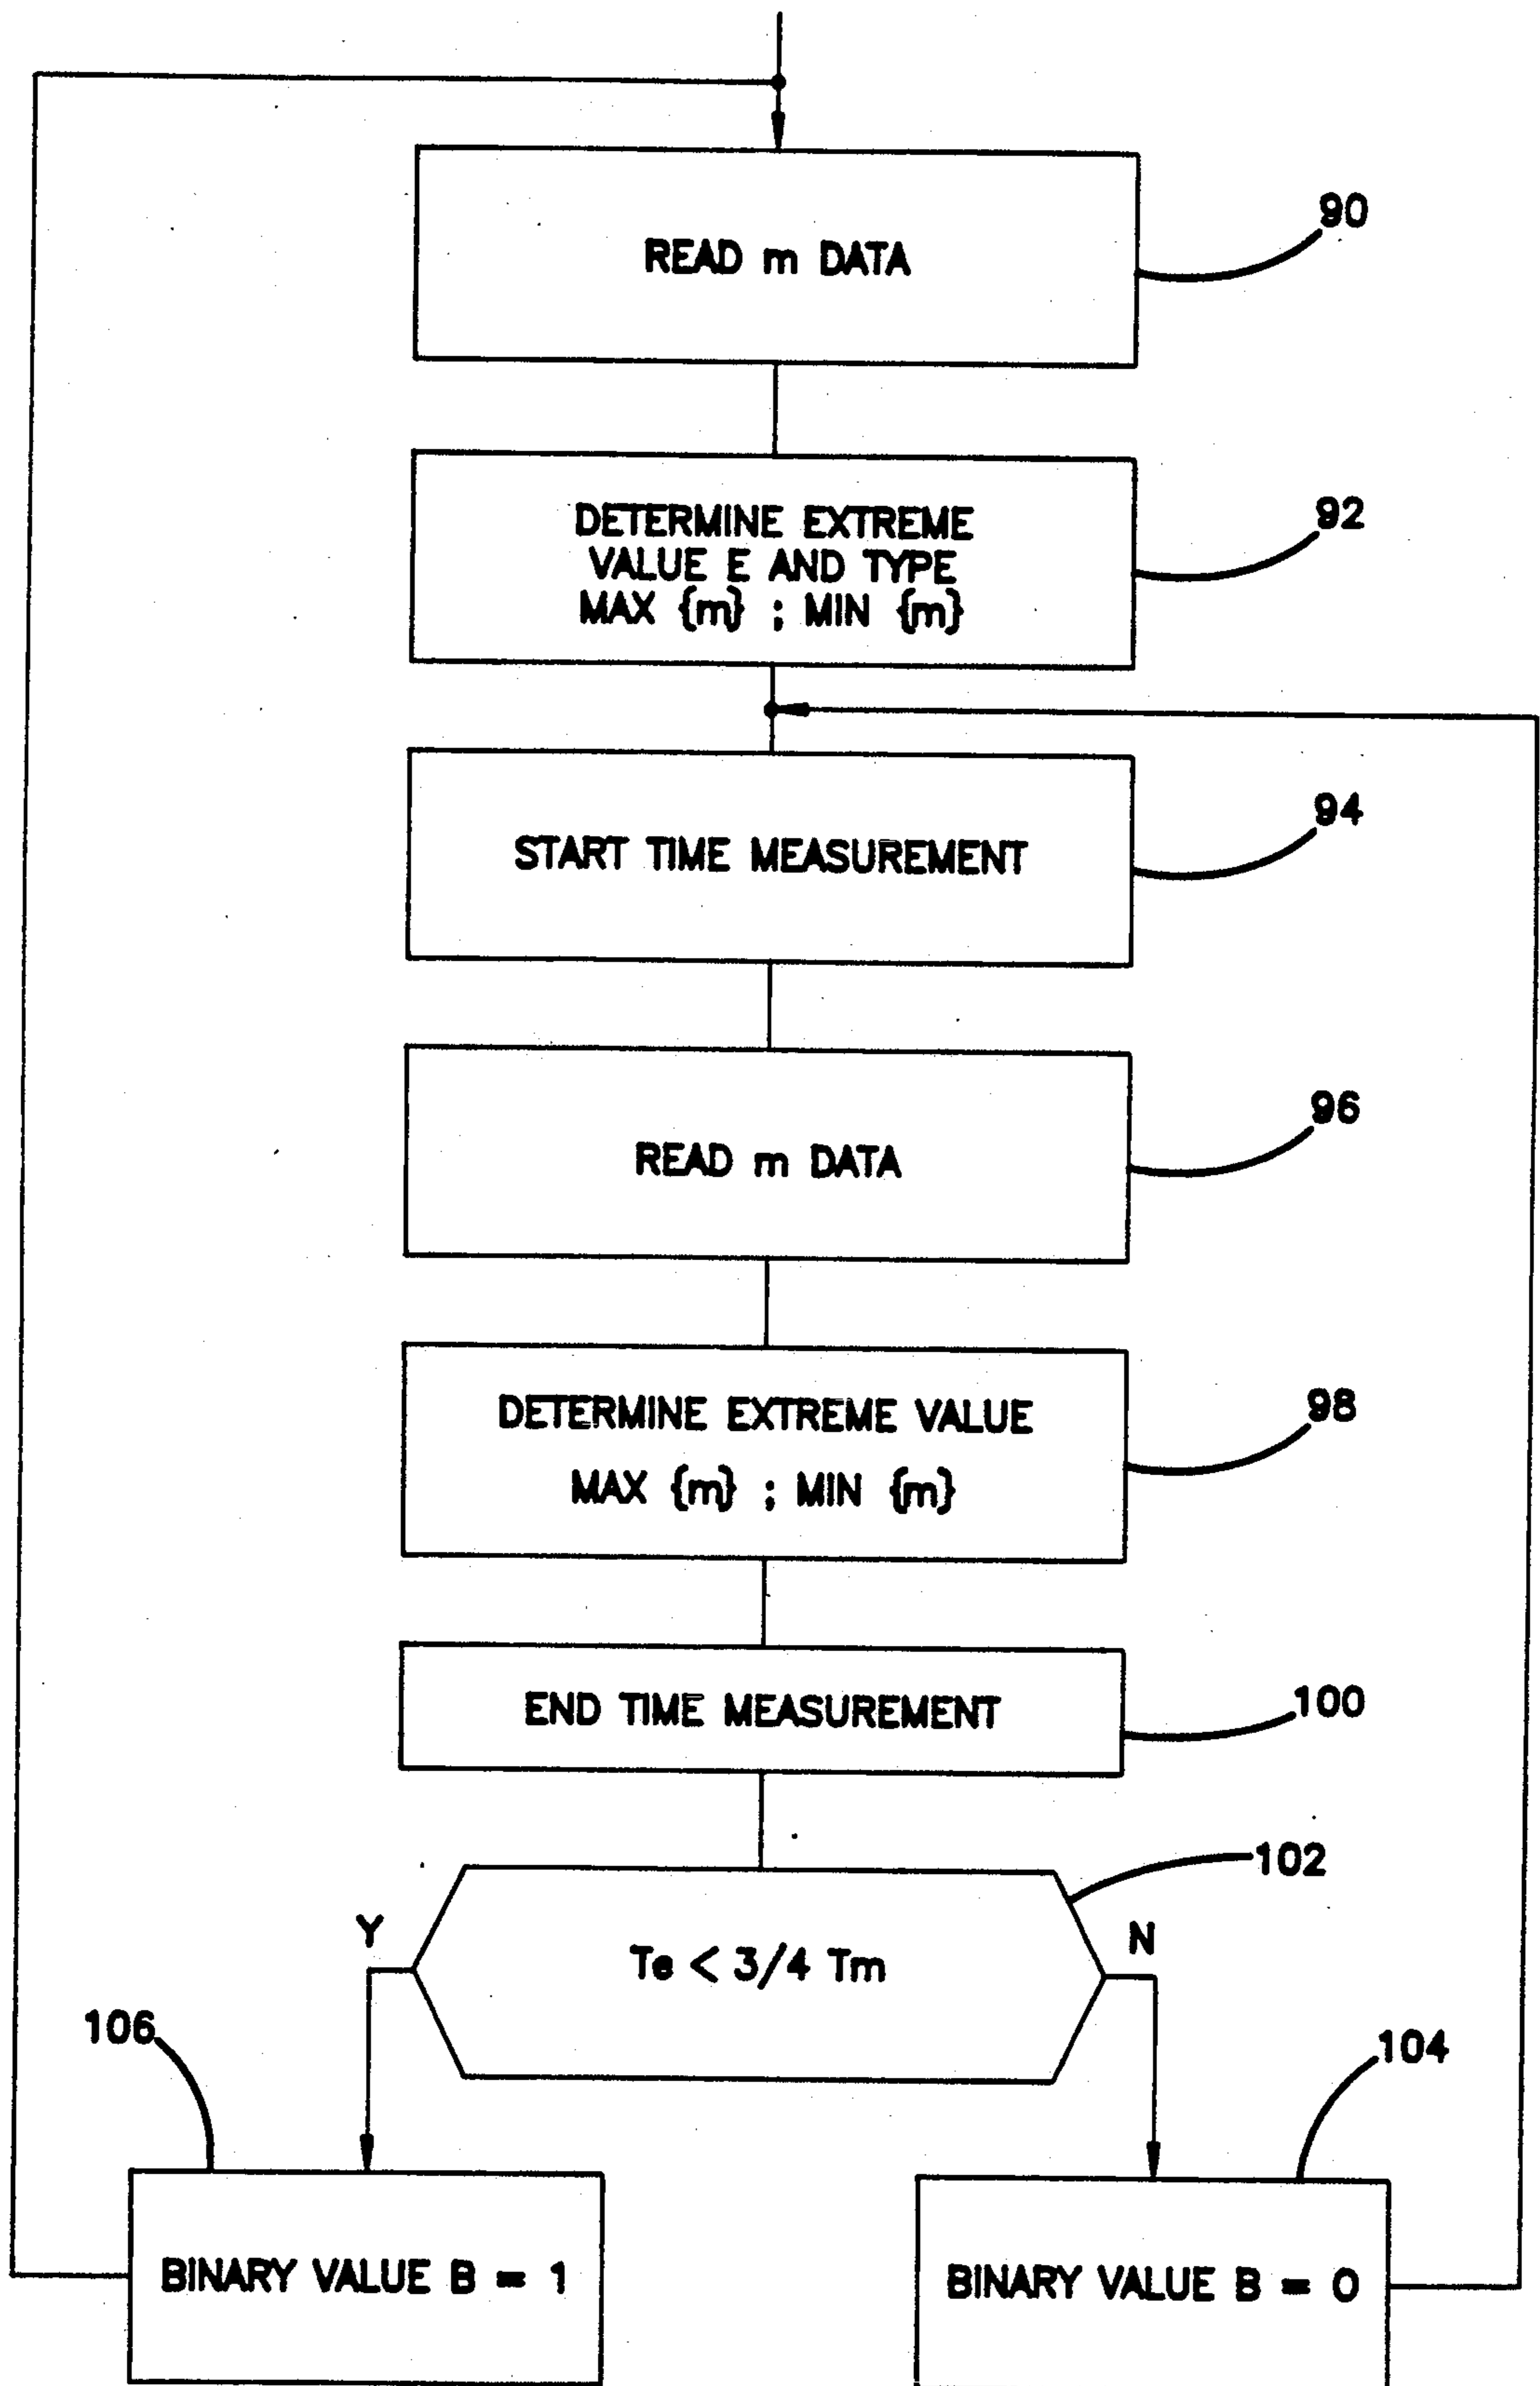 90
READ m DATA
92
DETERMINE EXTREME
VALUE E AND TYPE
MAX {m} ; MIN {m}
94
START TIME MEASUREMENT
96
READ m DATA
98
DETERMINE EXTREME VALUE
MAX {m} ; MIN {m}
100
END TIME MEASUREMENT
102
Y
N
Te < 3/4 Tm
106
104
BINARY VALUE B = 1
BINARY VALUE B = 0